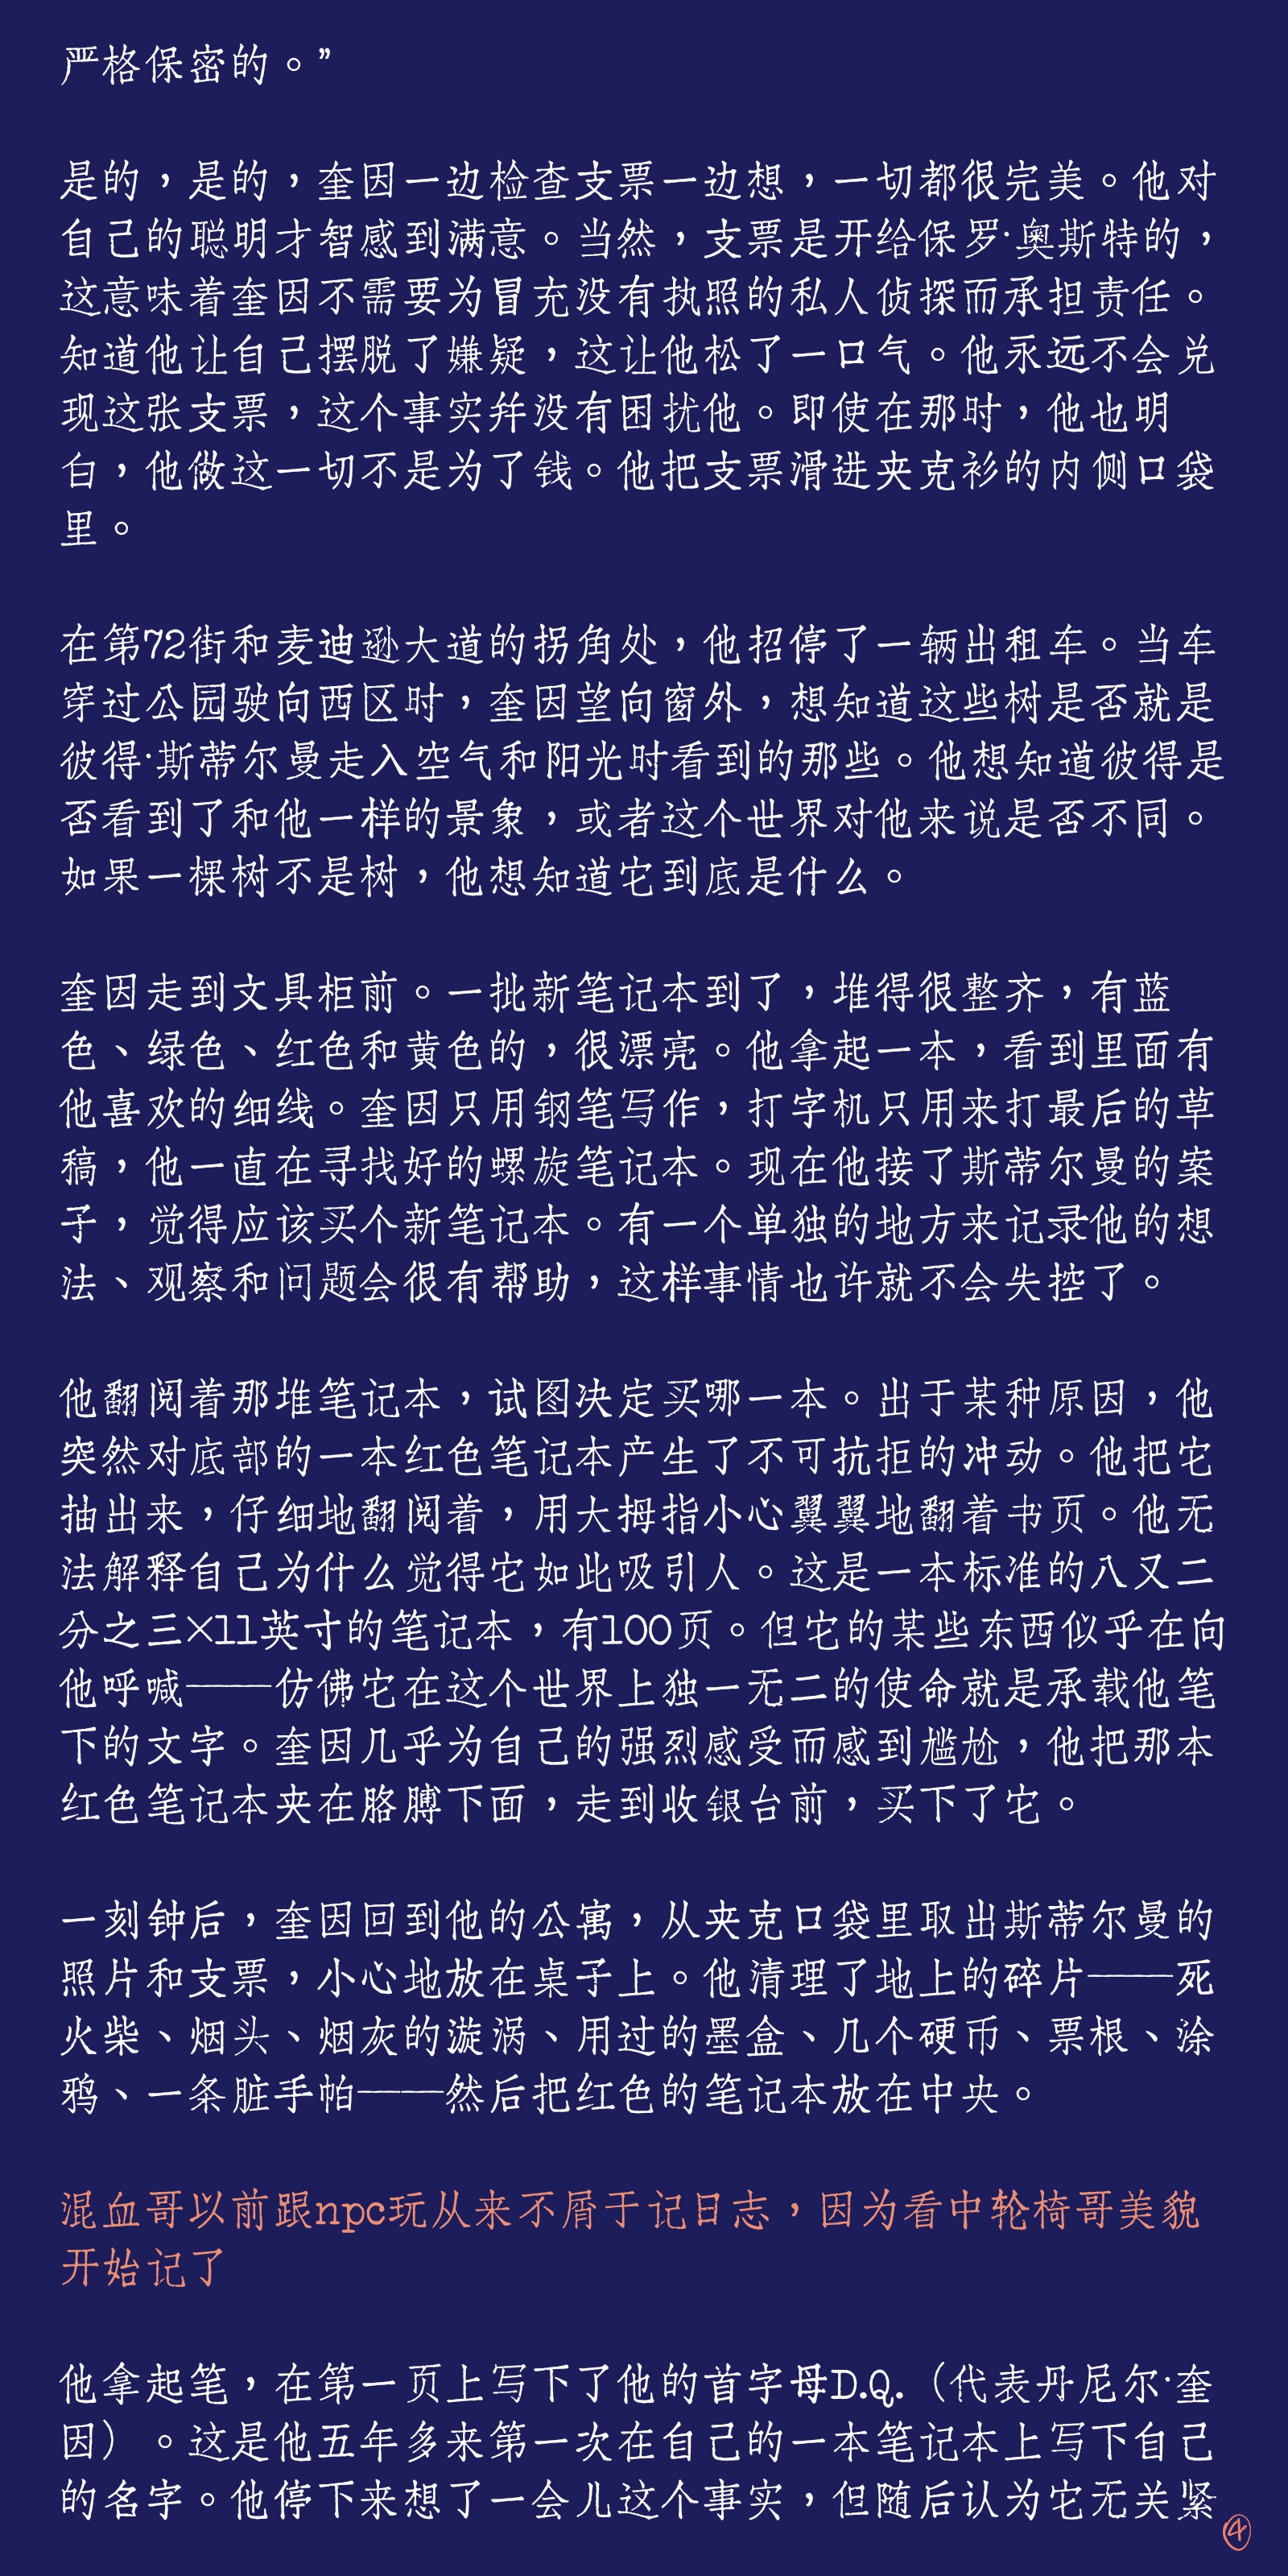 严格保密的。”
是的，是的，奎因一边检查支票一边想，一切都很完美。他对
自己的聪明才智感到满意。当然，支票是开给保罗·奥斯特的，
这意味着奎因不需要为冒充没有执照的私人侦探而承担责任。
知道他让自己摆脱了嫌疑，这让他松了一口气。他永远不会兑
现这张支票，这个事实并没有困扰他。即使在那时，他也明
白，他做这一切不是为了钱。他把支票滑进夹克衫的内侧口袋
里。
在第72街和麦迪逊大道的拐角处，他招停了一辆出租车。当车
穿过公园驶向西区时，奎因望向窗外，想知道这些树是否就是
彼得·斯蒂尔曼走入空气和阳光时看到的那些。他想知道彼得是
否看到了和他一样的景象，或者这个世界对他来说是否不同。
如果一棵树不是树，他想知道它到底是什么。
奎因走到文具柜前。一批新笔记本到了，堆得很整齐，有蓝
色、绿色、红色和黄色的，很漂亮。他拿起一本，看到里面有
他喜欢的细线。奎因只用钢笔写作，打字机只用来打最后的草
稿，他一直在寻找好的螺旋笔记本。现在他接了斯蒂尔曼的案
子，觉得应该买个新笔记本。有一个单独的地方来记录他的想
法、观察和问题会很有帮助，这样事情也许就不会失控了。
他翻阅着那堆笔记本，试图决定买哪一本。出于某种原因，他
突然对底部的一本红色笔记本产生了不可抗拒的冲动。他把它
抽出来，仔细地翻阅着，用大拇指小心翼翼地翻着书页。他无
法解释自己为什么觉得它如此吸引人。这是一本标准的八又二
分之三×11英寸的笔记本，有100页。但它的某些东西似乎在向
他呼喊——仿佛它在这个世界上独一无二的使命就是承载他笔
下的文字。奎因几乎为自己的强烈感受而感到尴尬，他把那本
红色笔记本夹在胳膊下面，走到收银台前，买下了它。
一刻钟后，奎因回到他的公寓，从夹克口袋里取出斯蒂尔曼的
照片和支票，小心地放在桌子上。他清理了地上的碎片——死
火柴、烟头、烟灰的漩涡、用过的墨盒、几个硬币、票根、涂
鸦、一条脏手帕——然后把红色的笔记本放在中央。
混血哥以前跟npc玩从来不屑于记日志，因为看中轮椅哥美貌
开始记了
他拿起笔，在第一页上写下了他的首字母D.Q.（代表丹尼尔·奎
因）。这是他五年多来第一次在自己的一本笔记本上写下自己
的名字。他停下来想了一会儿这个事实，但随后认为它无关紧
④